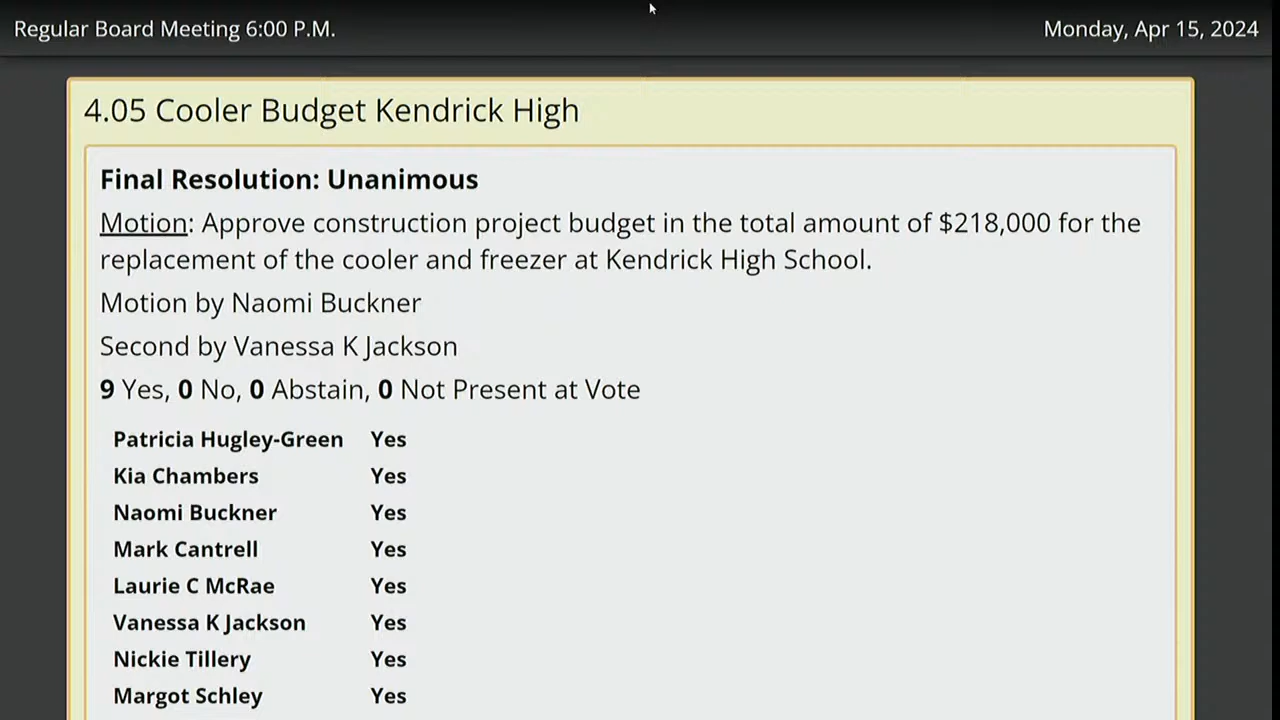 Regular Board Meeting 6:00 P.M.
Monday, Apr 15, 2024
4.05 Cooler Budget Kendrick High
Final Resolution: Unanimous
Motion: Approve construction project budget in the total amount of $218,000 for the
replacement of the cooler and freezer at Kendrick High School.
Motion by Naomi Buckner
Second by Vanessa K Jackson
9 Yes, 0 No, 0 Abstain, 0 Not Present at Vote
Patricia Hugley-Green Yes
Kia Chambers Yes
Naomi Buckner Yes
Mark Cantrell Yes
Laurie C McRae Yes
Vanessa K Jackson Yes
Nickie Tillery Yes
Margot Schley Yes